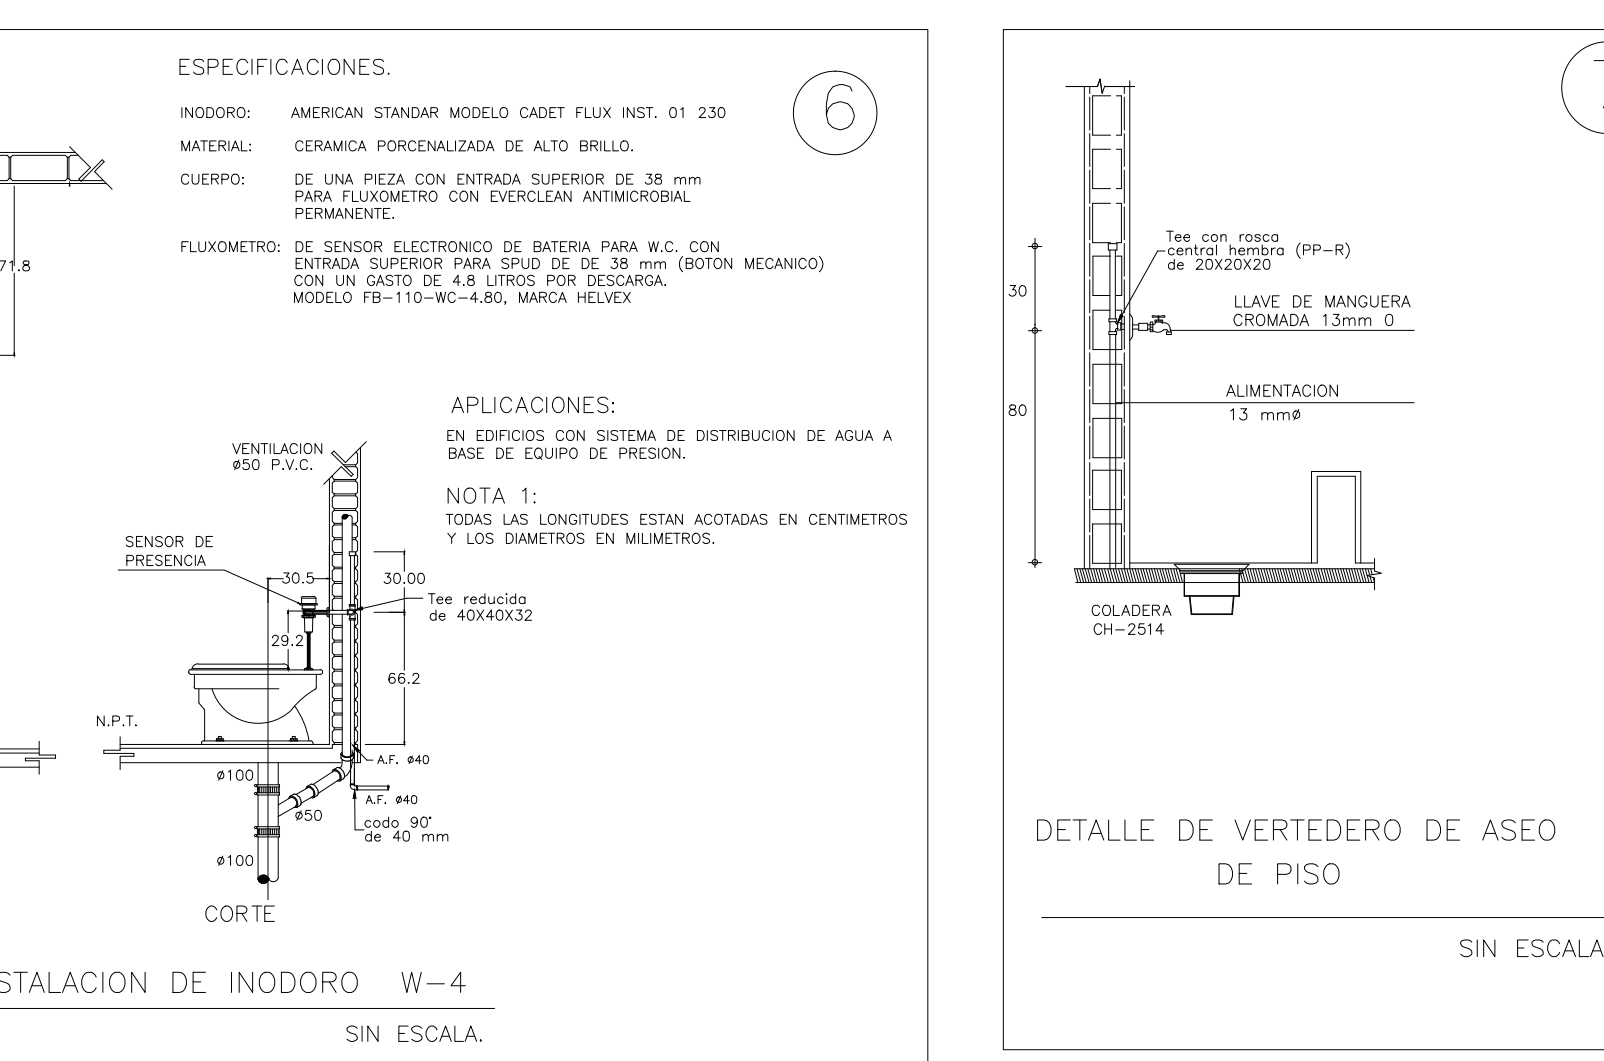 ESPECIFICACIONES.
6
INODORO: AMERICAN STANDAR MODELO CADET FLUX INST. 01 230
MATERIAL: CERAMICA PORCENALIZADA DE ALTO BRILLO.
CUERPO: DE UNA PIEZA CON ENTRADA SUPERIOR DE 38 mm
PARA FLUXOMETRO CON EVERCLEAN ANTIMICROBIAL
PERMANENTE.
FLUXOMETRO: DE SENSOR ELECTRONICO DE BATERIA PARA W.C. CON
ENTRADA SUPERIOR PARA SPUD DE DE 38 mm (BOTON MECANICO)
CON UN GASTO DE 4.8 LITROS POR DESCARGA.
MODELO FB-110-WC-4.80, MARCA HELVEX
71.8
APLICACIONES:
EN EDIFICIOS CON SISTEMA DE DISTRIBUCION DE AGUA A
BASE DE EQUIPO DE PRESION.
NOTA 1:
TODAS LAS LONGITUDES ESTAN ACOTADAS EN CENTIMETROS
Y LOS DIAMETROS EN MILIMETROS.
VENTILACION
ø50 P.V.C.
SENSOR DE
PRESENCIA
30.5
30.00
Tee reducida
de 40X40X32
29.2
66.2
N.P.T.
A.F. ø40
ø100
A.F. ø40
ø50
codo 90°
de 40 mm
ø100
CORTE
STALACION DE INODORO W-4
SIN ESCALA.
Tee con rosca
central hembra (PP-R)
de 20X20X20
30
LLAVE DE MANGUERA
CROMADA 13mm 0
80
ALIMENTACION
13 mmø
COLADERA
CH-2514
DETALLE DE VERTEDERO DE ASEO
DE PISO
SIN ESCALA